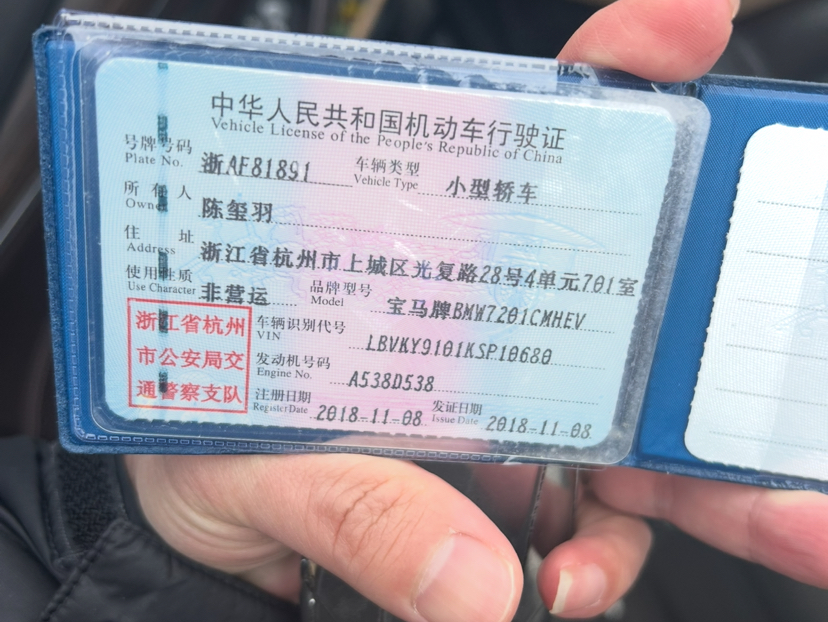 中华人民共和国机动车行驶证
Vehicle License of the People's Republic of China
号牌号码 浙AF81891 车辆类型 小型轿车
Plate No. Vehicle Type
所有人 陈玺羽
Owner
住址 浙江省杭州市上城区光复路28号4单元701室
Address
使用性质 非营运 品牌型号 宝马牌BMW7201CMHEV
Use Character Model
浙江省杭州
市公安局交
通警察支队
车辆识别代号 LBVKY9101KSP10680
VIN
发动机号码 A538D538
Engine No.
注册日期 2018-11-08 发证日期 2018-11-08
Register Date Issue Date